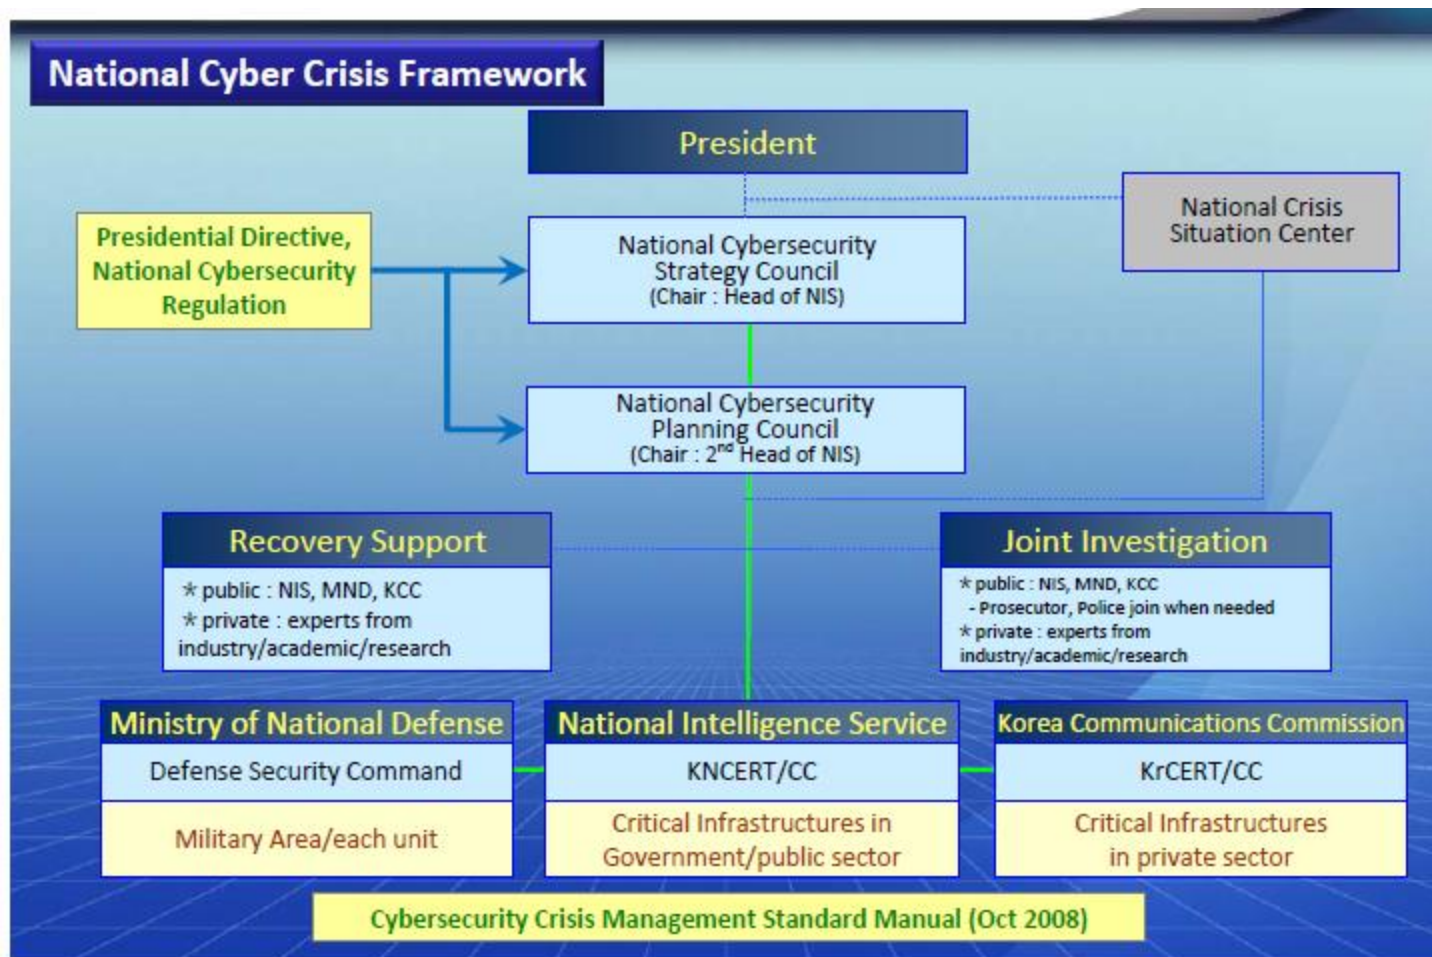 National Cyber Crisis Framework
President
National Crisis
Situation Center
Presidential Directive,
National Cybersecurity
Regulation
National Cybersecurity
Strategy Council
(Chair : Head of NIS)
National Cybersecurity
Planning Council
(Chair : 2nd Head of NIS)
Recovery Support
* public : NIS, MND, KCC
* private : experts from
industry/academic/research
Joint Investigation
* public : NIS, MND, KCC
- Prosecutor, Police join when needed
* private : experts from
industry/academic/research
Ministry of National Defense
Defense Security Command
Military Area/each unit
National Intelligence Service
KNCERT/CC
Critical Infrastructures in
Government/public sector
Korea Communications Commission
KrCERT/CC
Critical Infrastructures
in private sector
Cybersecurity Crisis Management Standard Manual (Oct 2008)